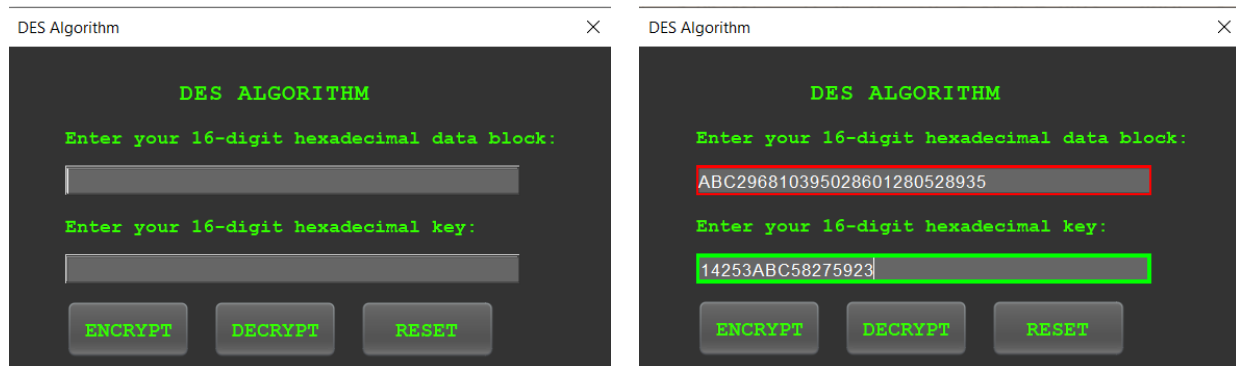 DES Algorithm
DES ALGORITHM
Enter your 16-digit hexadecimal data block:
Enter your 16-digit hexadecimal key:
ENCRYPT DECRYPT RESET
DES Algorithm
DES ALGORITHM
Enter your 16-digit hexadecimal data block:
ABC296810395028601280528935
Enter your 16-digit hexadecimal key:
14253ABC58275923
ENCRYPT DECRYPT RESET